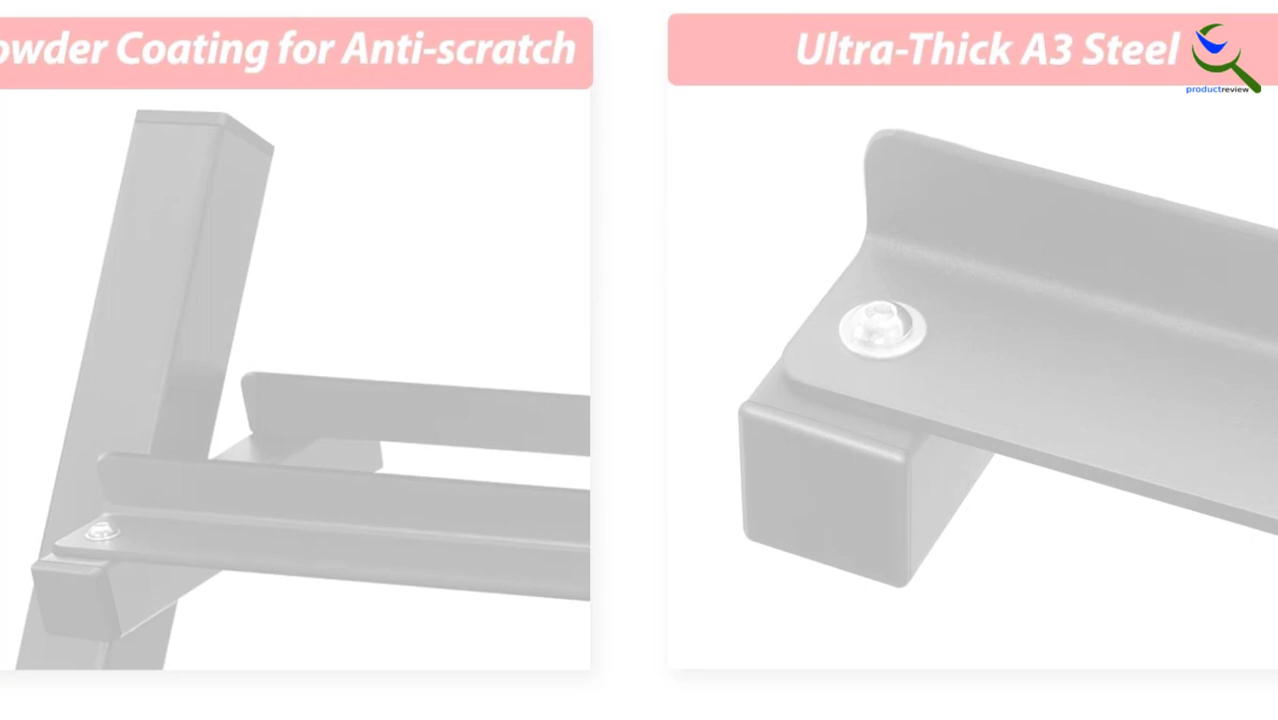 owder Coating for Anti-scratch
Ultra-Thick A3 Steel
productreview